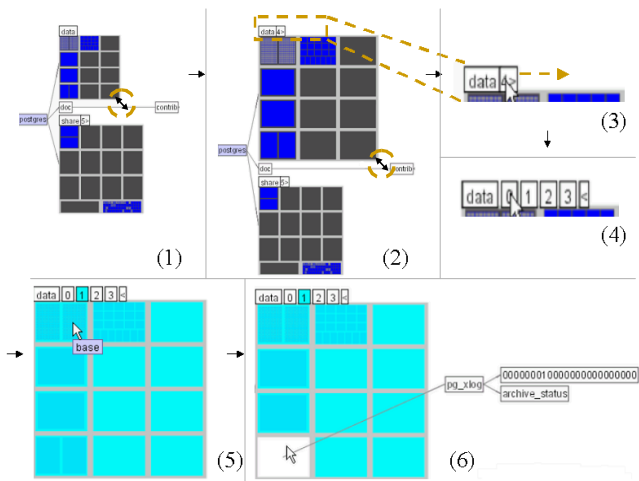 data
postgres
doc
contrib
share 5>
(1)
data 4>
postgres
doc
contrib
share 5>
(2)
data 4>
(3)
data 0 1 2 3 <
(4)
data 0 1 2 3 <
base
(5)
data 0 1 2 3 <
pg_xlog
archive_status
(6)